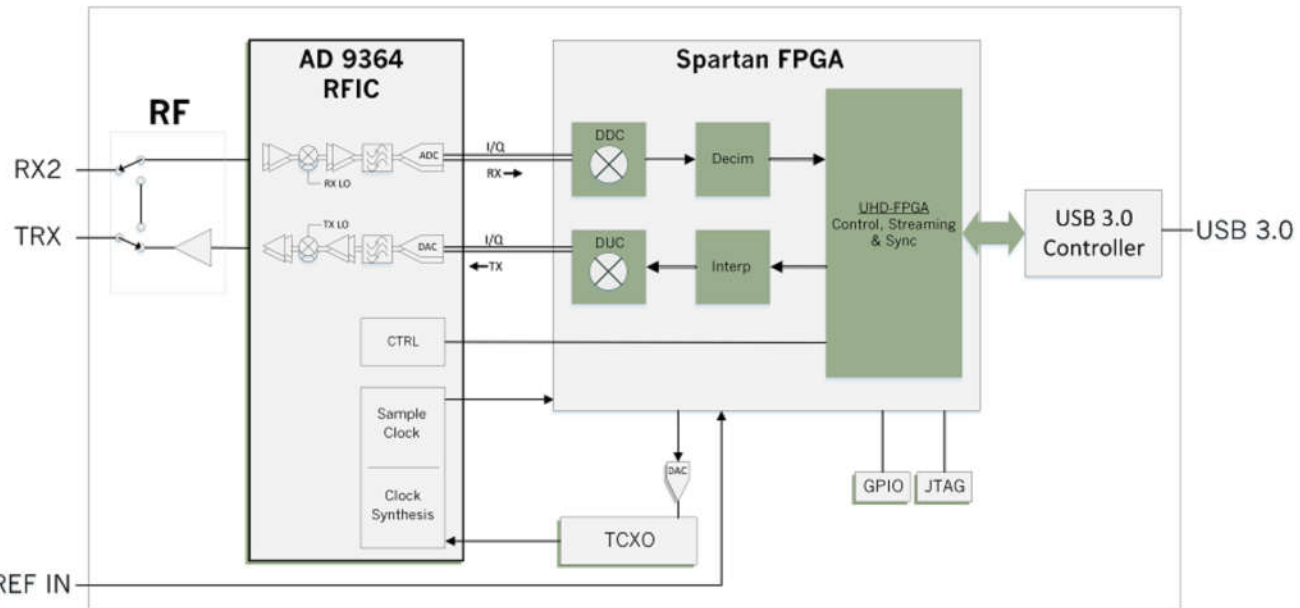 AD 9364
RFIC
Spartan FPGA
RF
RX2
TRX
ADC
RX LO
I/Q
RX
DDC
Decim
UHD-FPGA
Control, Streaming
& Sync
USB 3.0
Controller
USB 3.0
TX LO
DAC
I/Q
TX
DUC
Interp
CTRL
Sample
Clock
Clock
Synthesis
DAC
TCXO
GPIO
JTAG
REF IN